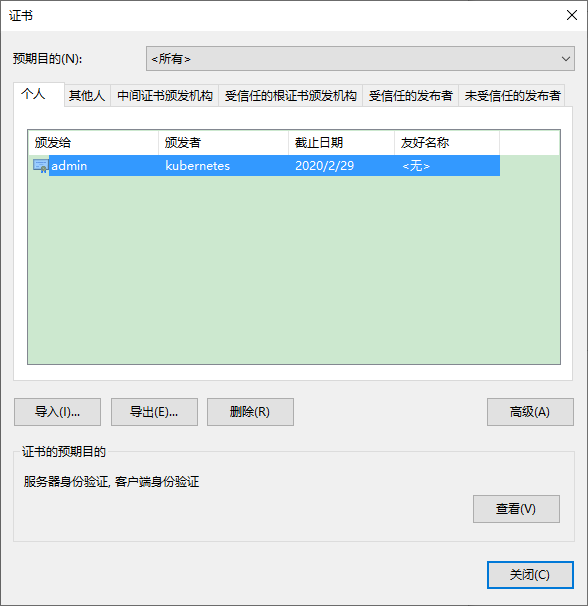 证书
预期目的(N): <所有>
个人 其他人 中间证书颁发机构 受信任的根证书颁发机构 受信任的发布者 未受信任的发布者
颁发给 颁发者 截止日期 友好名称
admin kubernetes 2020/2/29 <无>
导入(I)... 导出(E)... 删除(R) 高级(A)
证书的预期目的
服务器身份验证, 客户端身份验证
查看(V)
关闭(C)